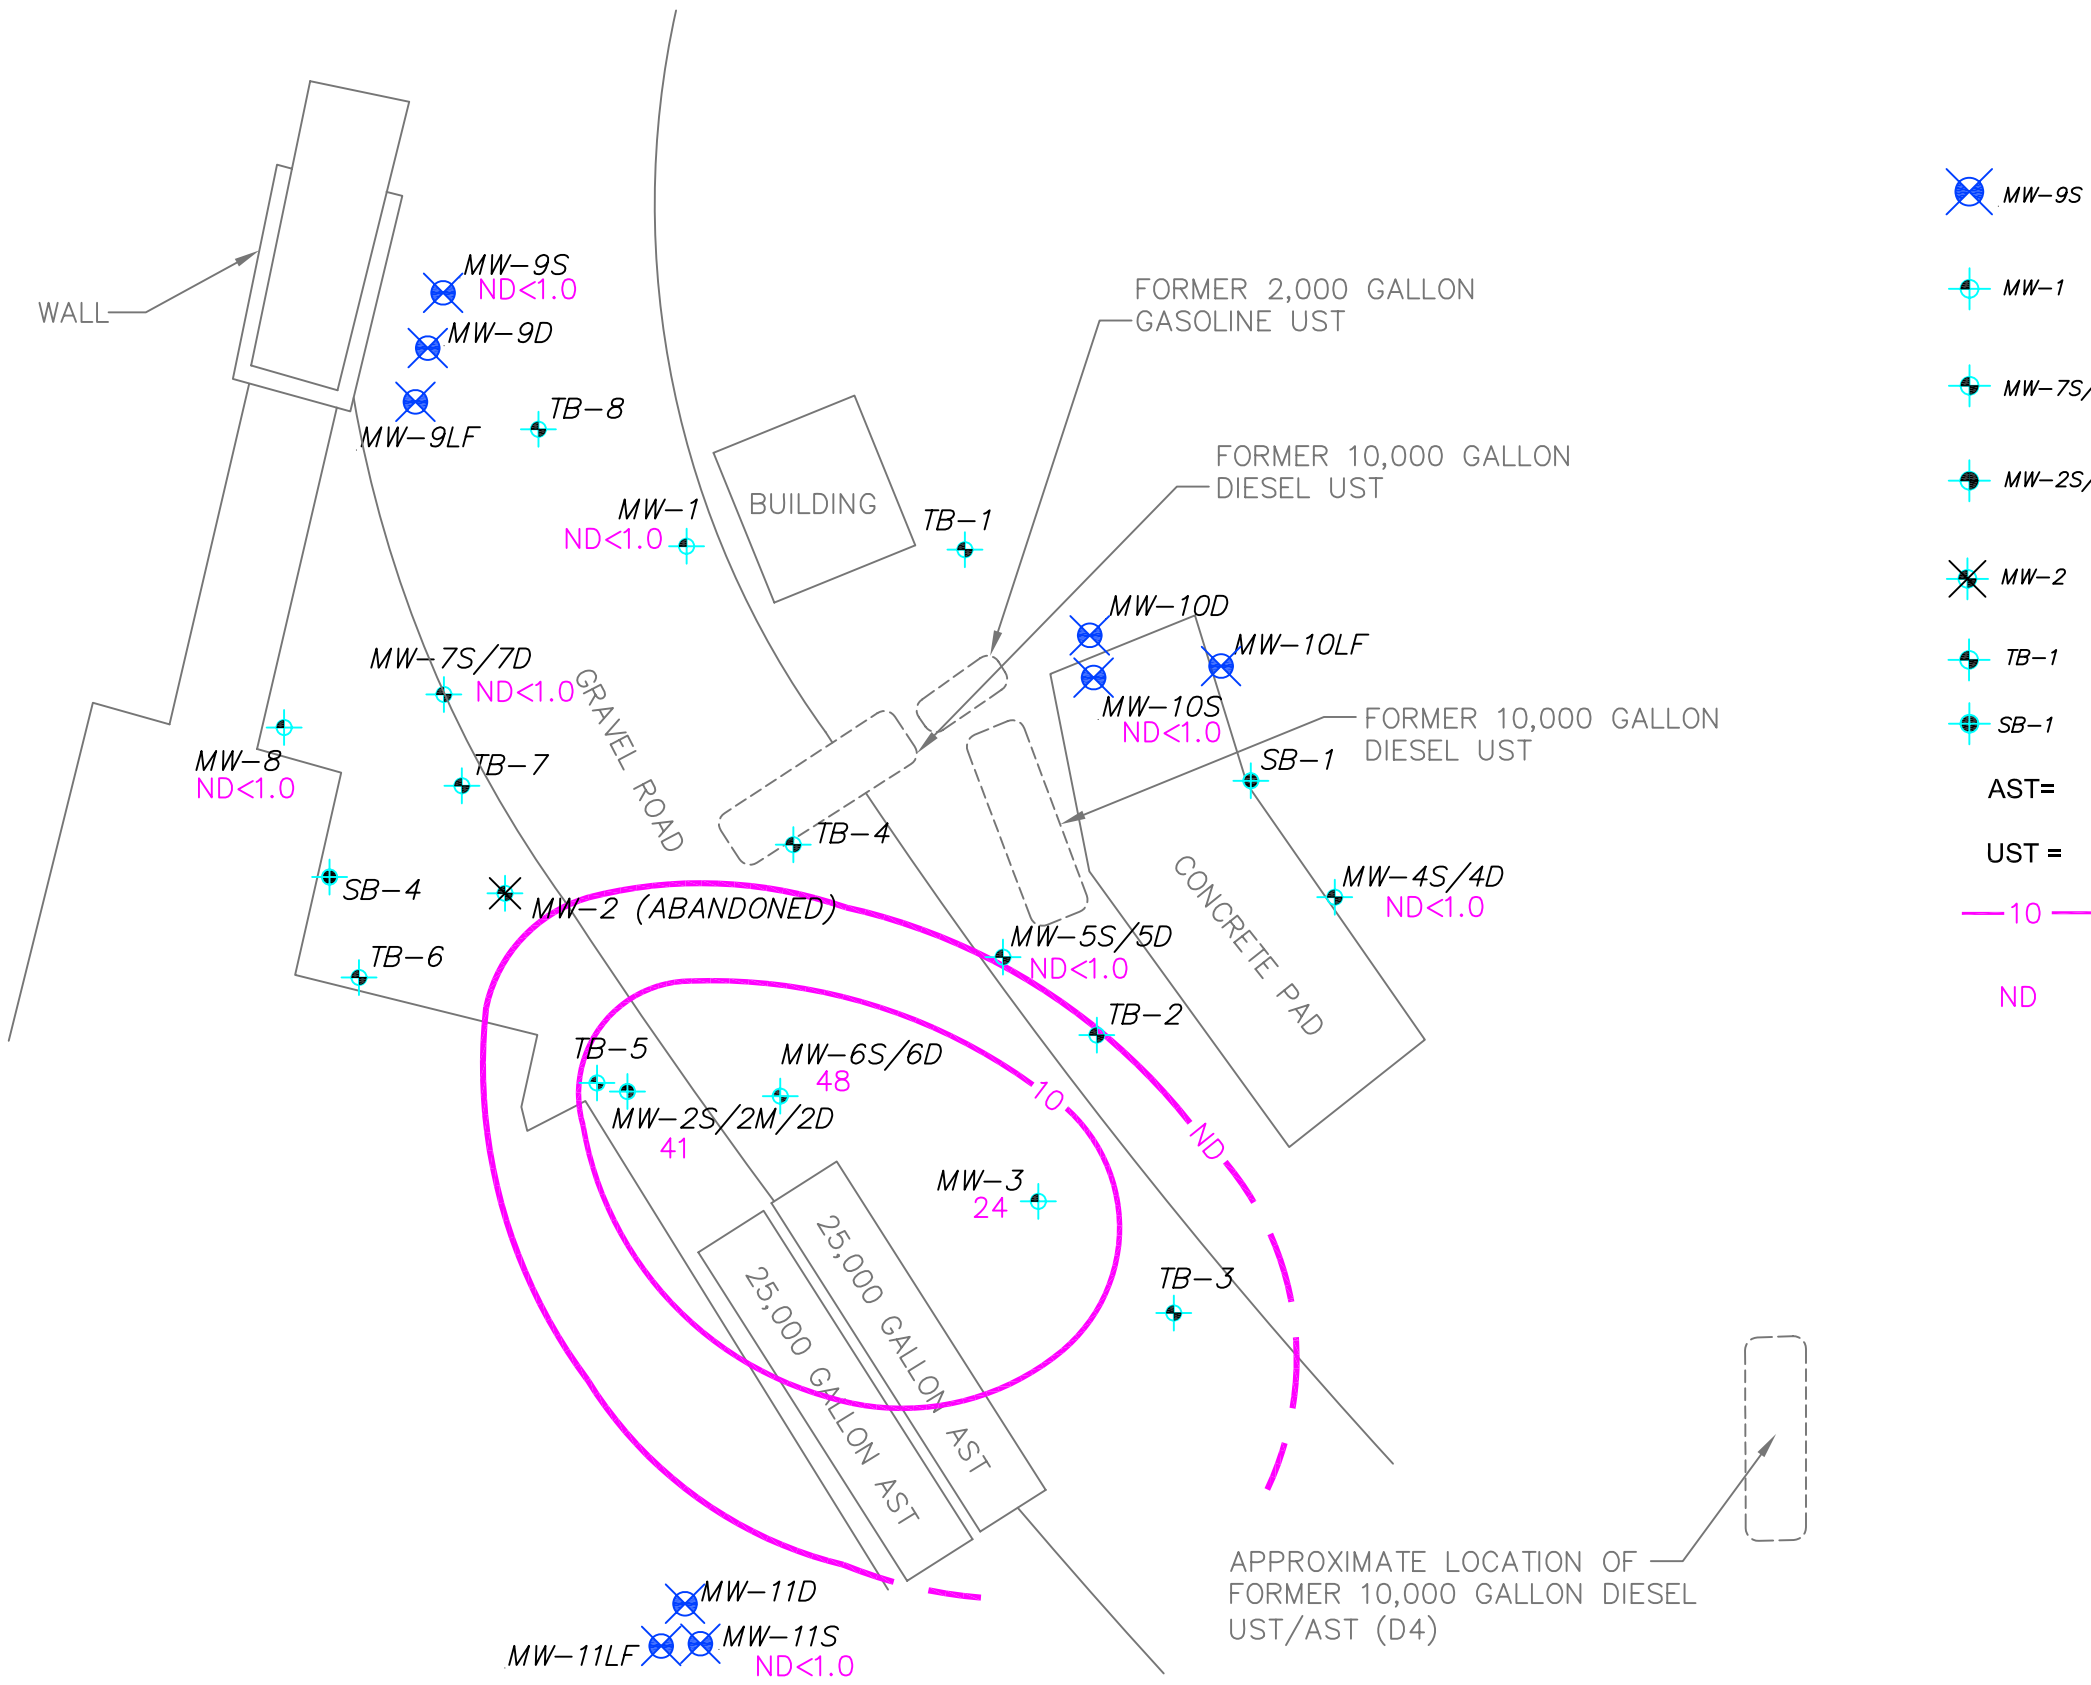 WALL
MW-9S
ND<1.0
MW-9D
MW-9LF
TB-8
FORMER 2,000 GALLON
GASOLINE UST
FORMER 10,000 GALLON
DIESEL UST
BUILDING
MW-1
ND<1.0
TB-1
MW-10D
MW-10LF
MW-10S
ND<1.0
MW-7S/7D
ND<1.0
GRAVEL ROAD
FORMER 10,000 GALLON
DIESEL UST
MW-8
ND<1.0
TB-7
SB-1
TB-4
SB-4
MW-2 (ABANDONED)
CONCRETE PAD
MW-4S/4D
ND<1.0
TB-6
MW-5S/5D
ND<1.0
TB-2
TB-5
MW-6S/6D
48
10
MW-2S/2M/2D
41
ND
MW-3
24
25,000 GALLON AST
25,000 GALLON AST
TB-3
APPROXIMATE LOCATION OF
FORMER 10,000 GALLON DIESEL
UST/AST (D4)
MW-11D
MW-11LF
MW-11S
ND<1.0
MW-9S
MW-1
MW-7S/
MW-2S/
MW-2
TB-1
SB-1
AST=
UST =
10
ND